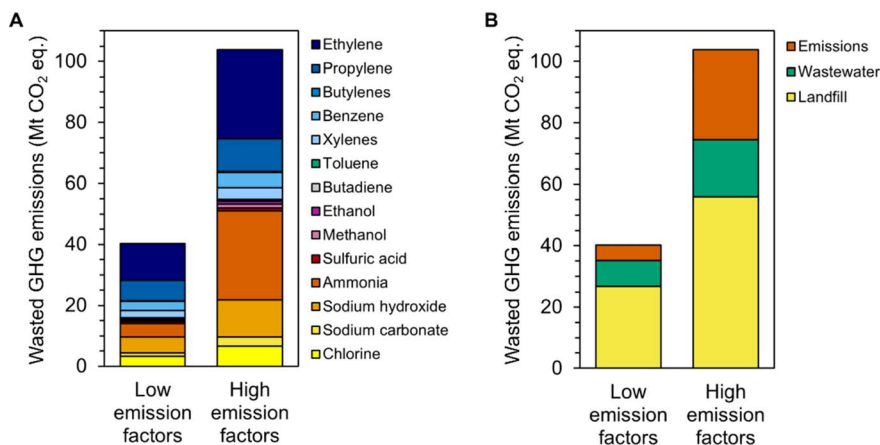 A
Wasted GHG emissions (Mt CO₂ eq.)
100
80
60
40
20
0
Low
emission
factors
High
emission
factors
Ethylene
Propylene
Butylenes
Benzene
Xylenes
Toluene
Butadiene
Ethanol
Methanol
Sulfuric acid
Ammonia
Sodium hydroxide
Sodium carbonate
Chlorine
B
Wasted GHG emissions (Mt CO₂ eq.)
100
80
60
40
20
0
Low
emission
factors
High
emission
factors
Emissions
Wastewater
Landfill